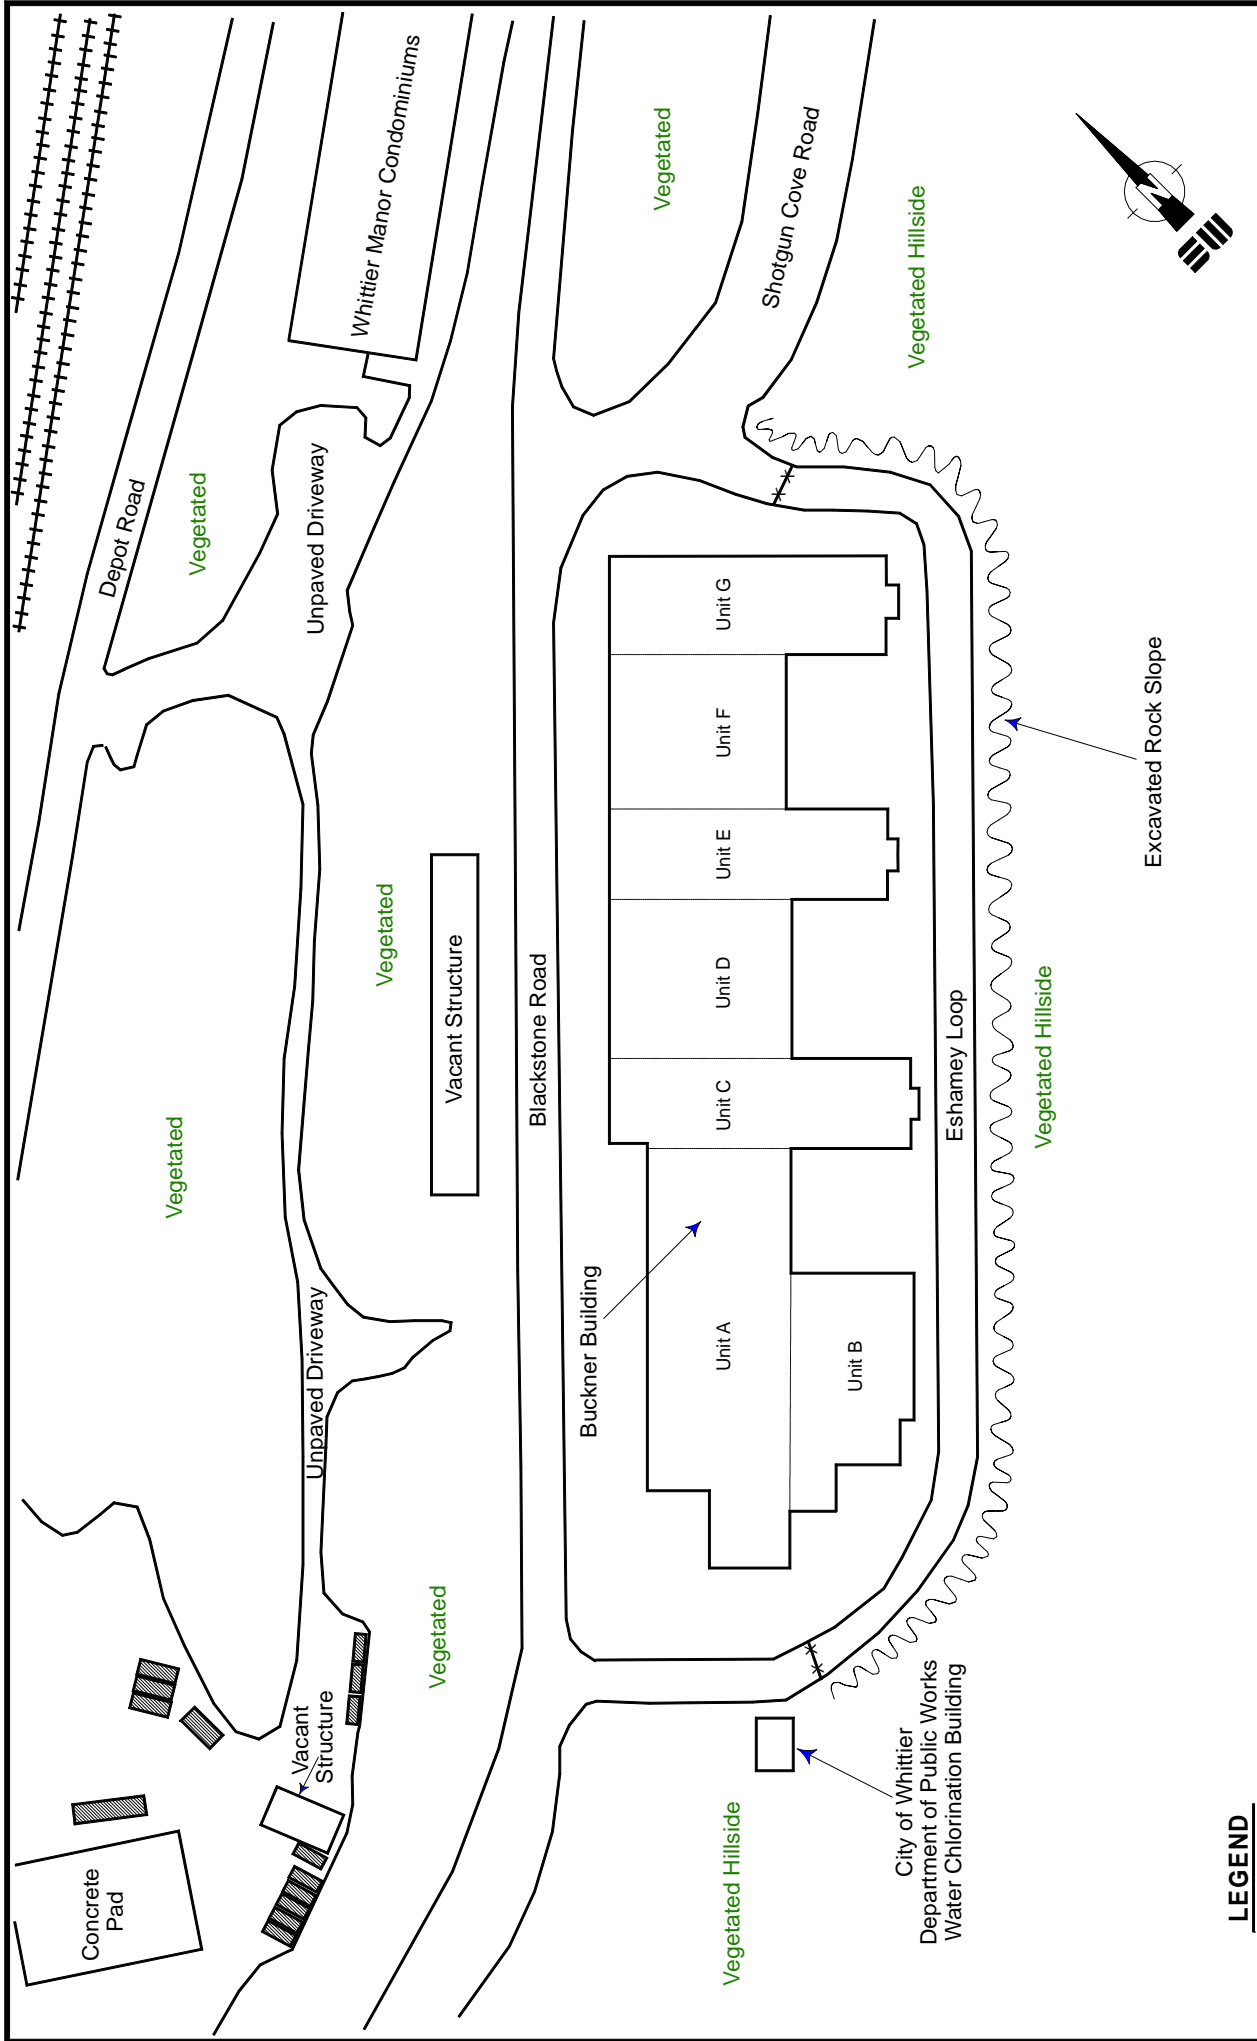 Whittier Manor Condominiums
Vegetated
Shotgun Cove Road
Vegetated Hillside
Depot Road
Vegetated
Unpaved Driveway
Unit G
Unit F
Unit E
Unit D
Unit C
Unit A
Unit B
Excavated Rock Slope
Vegetated
Vacant Structure
Blackstone Road
Eshamey Loop
Vegetated Hillside
Vegetated
Buckner Building
Unpaved Driveway
Vegetated
Vacant
Structure
City of Whittier
Department of Public Works
Water Chlorination Building
Vegetated Hillside
Concrete
Pad
LEGEND